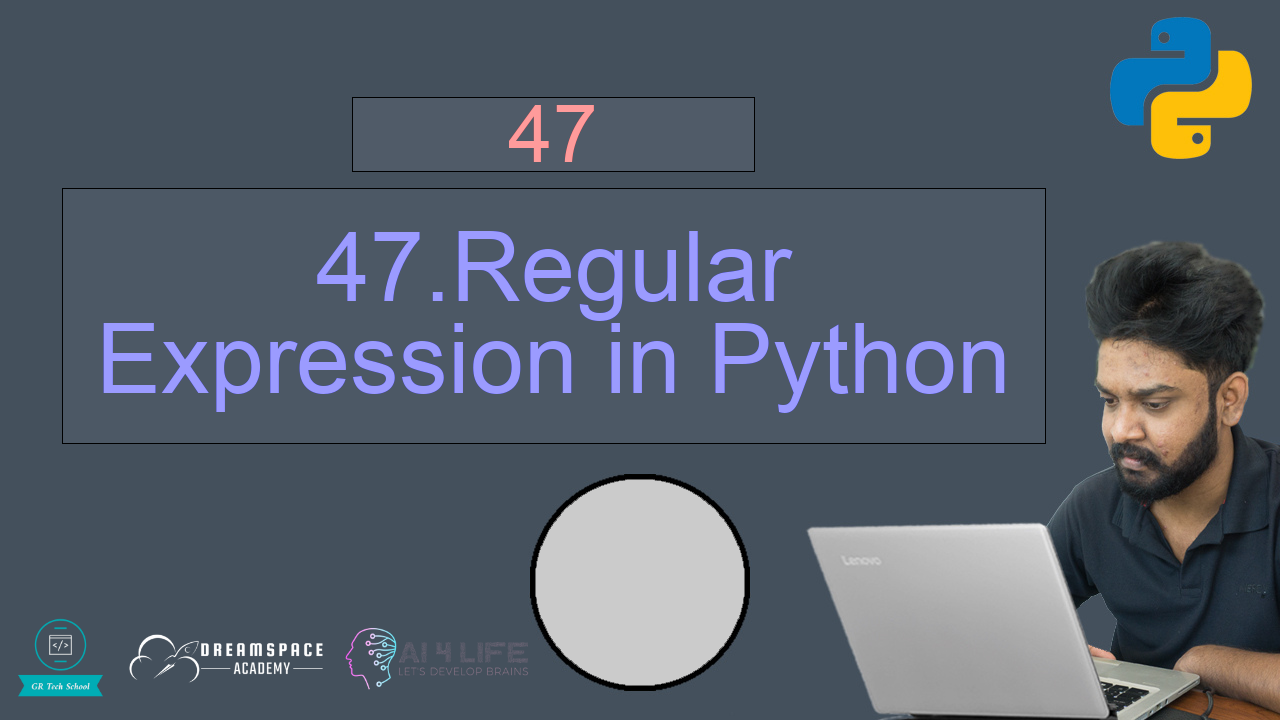 47
47.Regular
Expression in Python
Lenovo
</>
GR Tech School
DREAMSPACE
ACADEMY
AI 4 LIFE
LET'S DEVELOP BRAINS